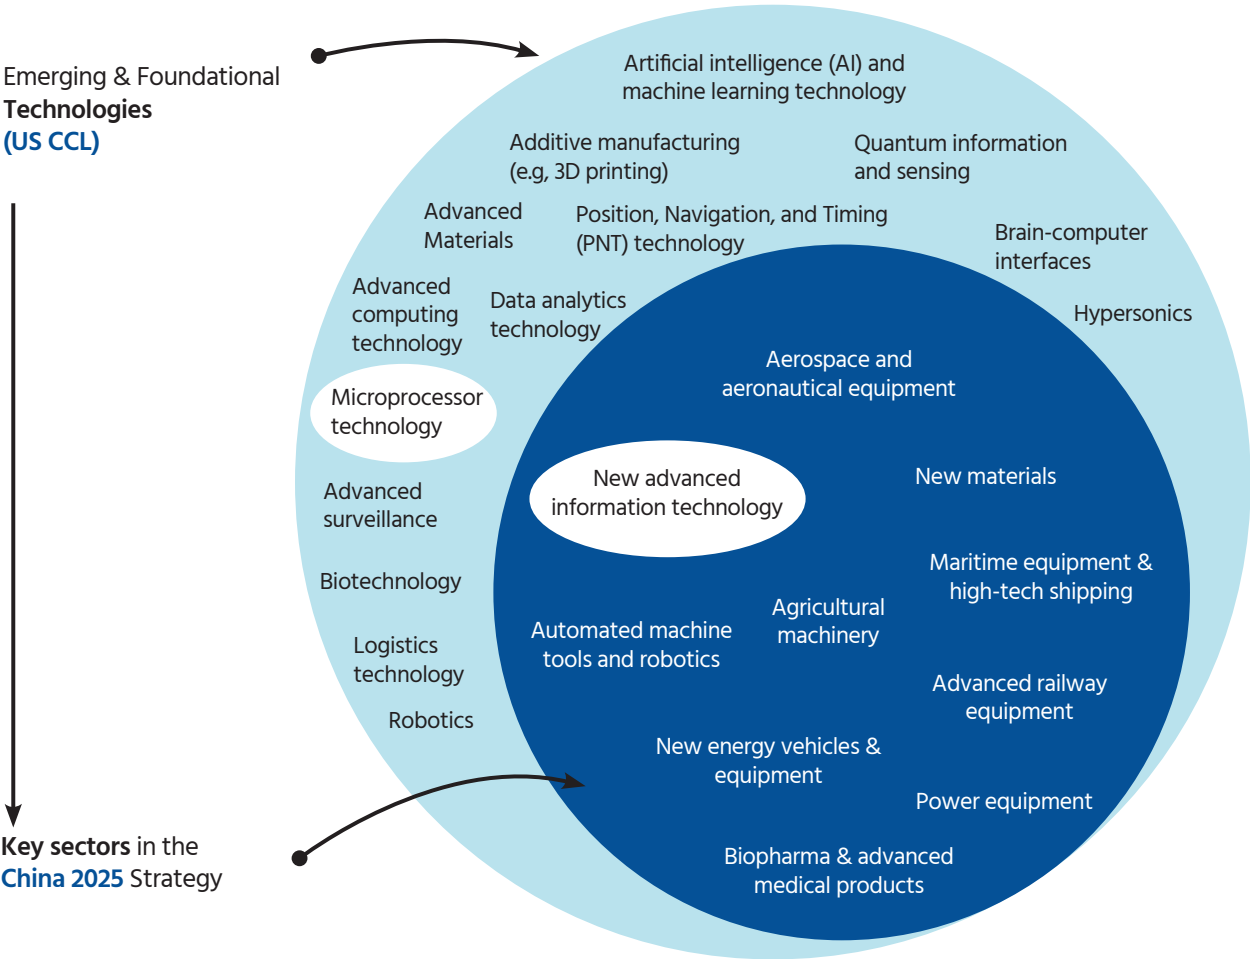 Emerging & Foundational
Technologies
(US CCL)
Artificial intelligence (AI) and
machine learning technology
Additive manufacturing
(e.g, 3D printing)
Quantum information
and sensing
Advanced
Materials
Position, Navigation, and Timing
(PNT) technology
Brain-computer
interfaces
Advanced
computing
technology
Data analytics
technology
Hypersonics
Microprocessor
technology
Advanced
surveillance
Biotechnology
Logistics
technology
Robotics
Aerospace and
aeronautical equipment
New advanced
information technology
New materials
Maritime equipment &
high-tech shipping
Agricultural
machinery
Automated machine
tools and robotics
Advanced railway
equipment
New energy vehicles &
equipment
Power equipment
Biopharma & advanced
medical products
Key sectors in the
China 2025 Strategy